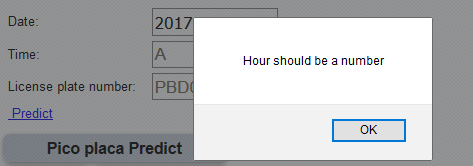 Date: 2017
Hour should be a number
Time: A
License plate number: PBD
Predict
OK
Pico placa Predict